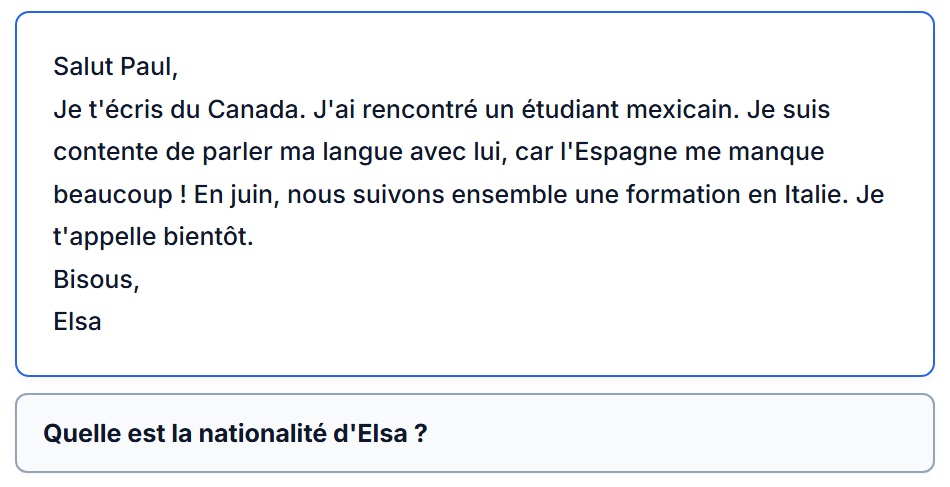 Salut Paul,
Je t'écris du Canada. J'ai rencontré un étudiant mexicain. Je suis
contente de parler ma langue avec lui, car l'Espagne me manque
beaucoup ! En juin, nous suivons ensemble une formation en Italie. Je
t'appelle bientôt.
Bisous,
Elsa
Quelle est la nationalité d'Elsa ?